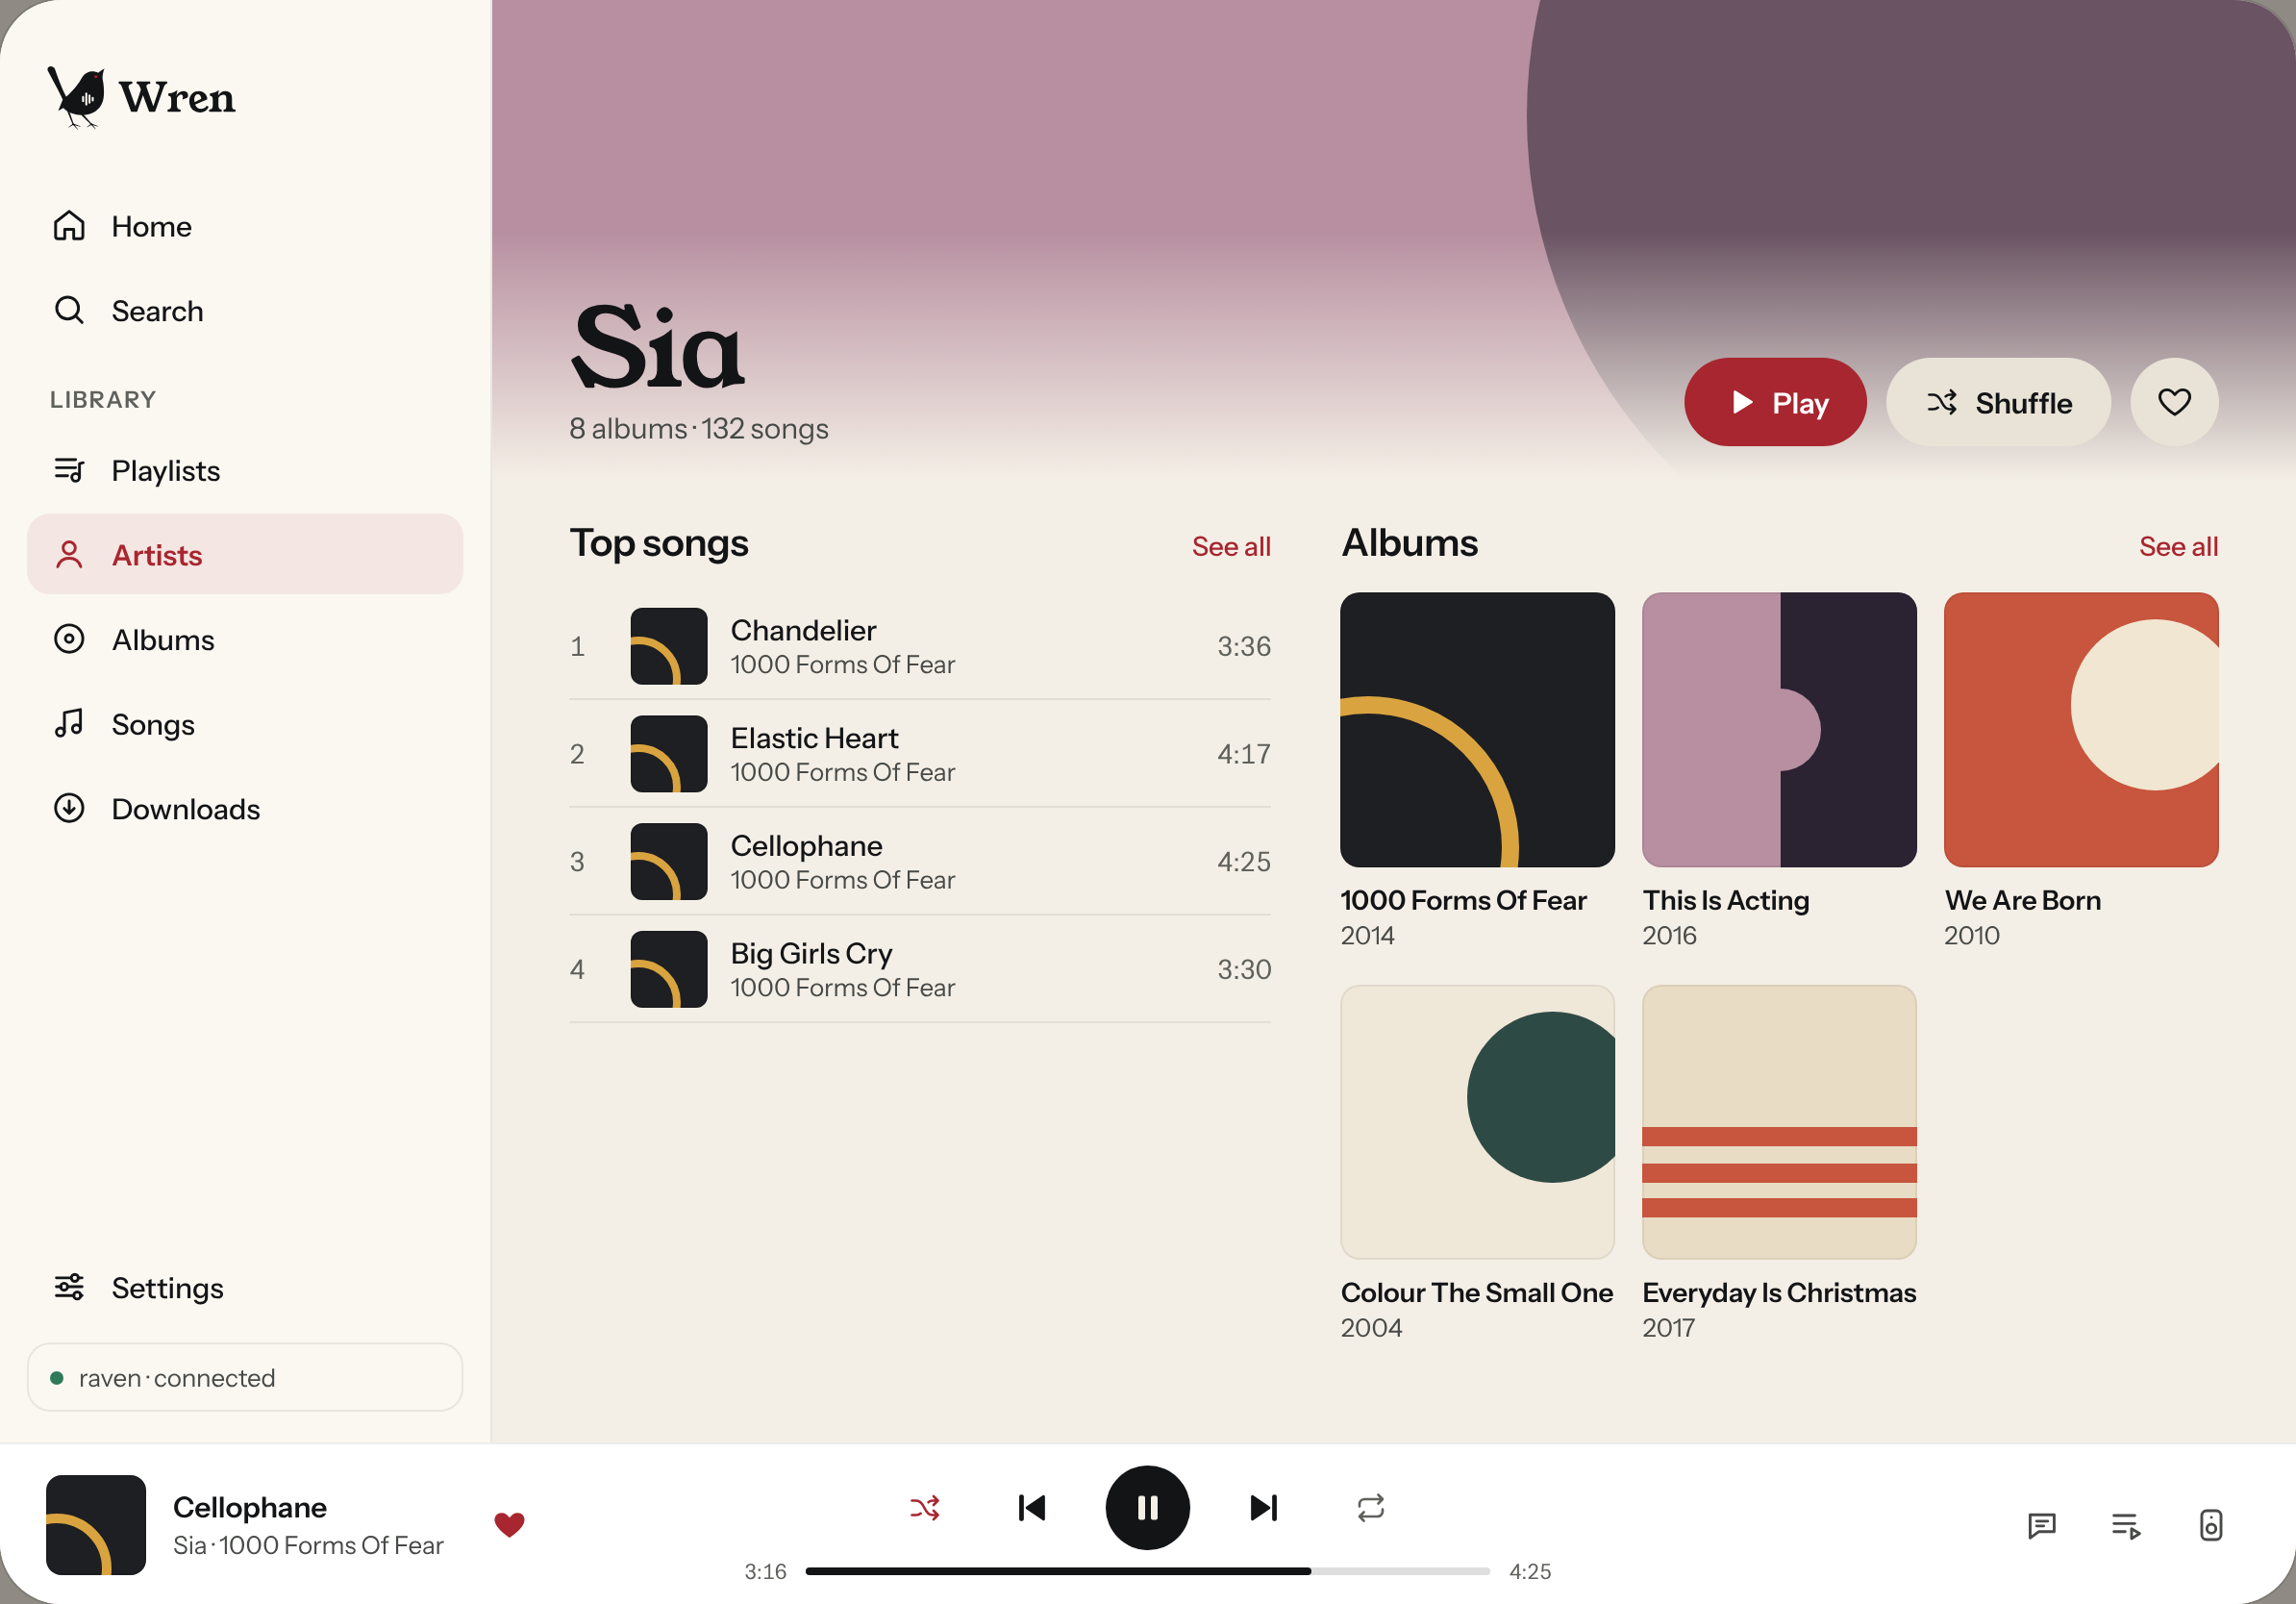 Wren
Home
Search
LIBRARY
Playlists
Artists
Albums
Songs
Downloads
Settings
raven · connected
Sia
8 albums · 132 songs
Play
Shuffle
Top songs
See all
1
Chandelier
1000 Forms Of Fear
3:36
2
Elastic Heart
1000 Forms Of Fear
4:17
3
Cellophane
1000 Forms Of Fear
4:25
4
Big Girls Cry
1000 Forms Of Fear
3:30
Albums
See all
1000 Forms Of Fear
2014
This Is Acting
2016
We Are Born
2010
Colour The Small One
2004
Everyday Is Christmas
2017
Cellophane
Sia · 1000 Forms Of Fear
3:16
4:25